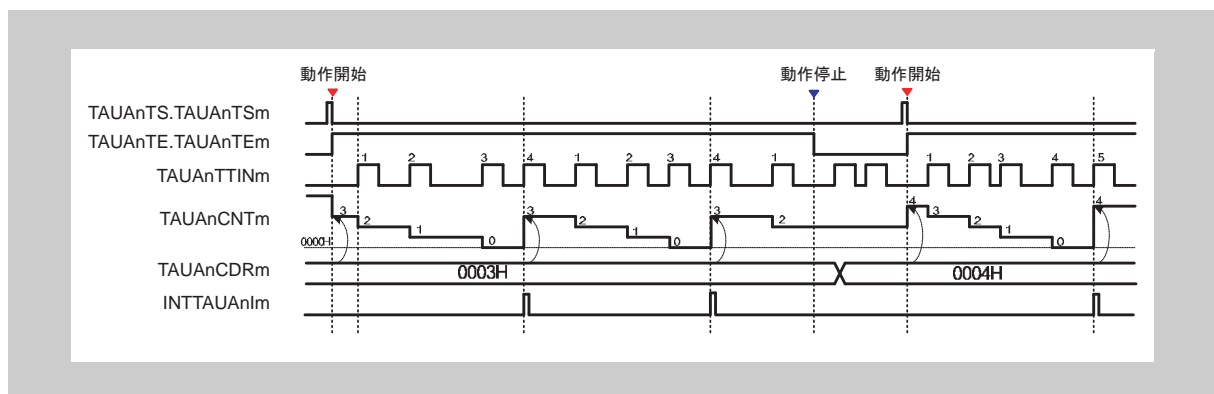 動作開始 動作停止 動作開始
TAUAnTS.TAUAnTSm
TAUAnTE.TAUAnTEm
TAUAnTTINm 1 2 3 4 1 2 3 4 1 1 2 3 4 5
TAUAnCNTm 3 2 1 0 3 2 1 0 3 2 4 3 2 1 0 4
0000H
TAUAnCDRm 0003H 0004H
INTTAUAnIm